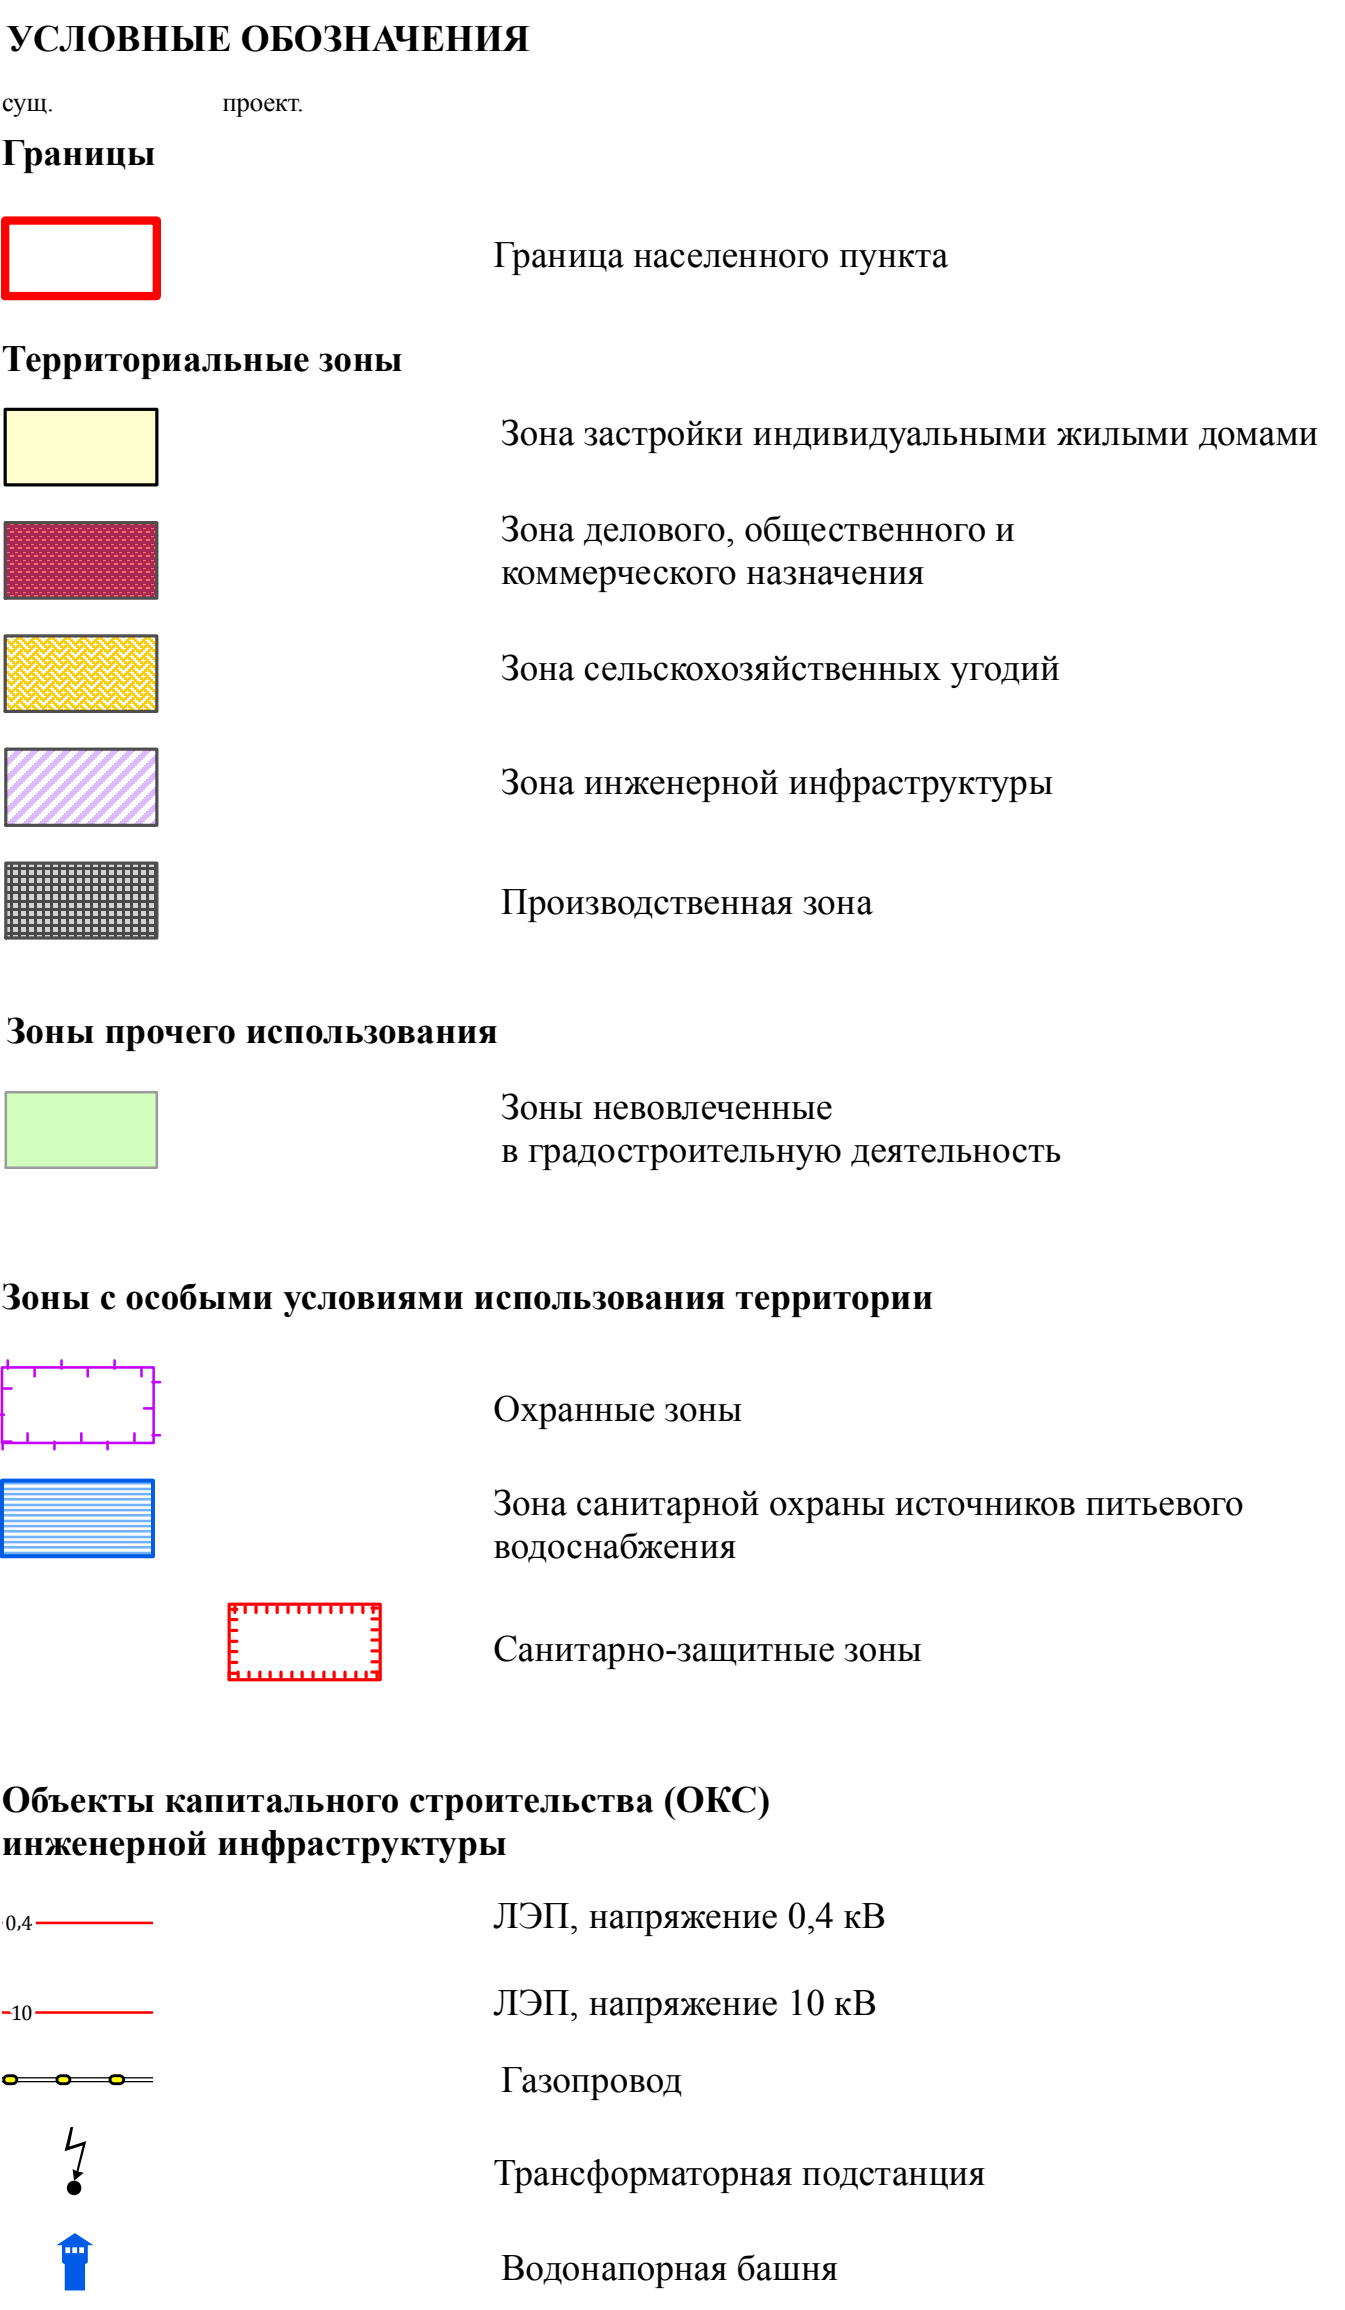 УСЛОВНЫЕ ОБОЗНАЧЕНИЯ
сущ. проект.
Границы
Граница населенного пункта
Территориальные зоны
Зона застройки индивидуальными жилыми домами
Зона делового, общественного и
коммерческого назначения
Зона сельскохозяйственных угодий
Зона инженерной инфраструктуры
Производственная зона
Зоны прочего использования
Зоны невовлеченные
в градостроительную деятельность
Зоны с особыми условиями использования территории
Охранные зоны
Зона санитарной охраны источников питьевого
водоснабжения
Санитарно-защитные зоны
Объекты капитального строительства (ОКС)
инженерной инфраструктуры
0,4 ЛЭП, напряжение 0,4 кВ
10 ЛЭП, напряжение 10 кВ
Газопровод
Трансформаторная подстанция
Водонапорная башня